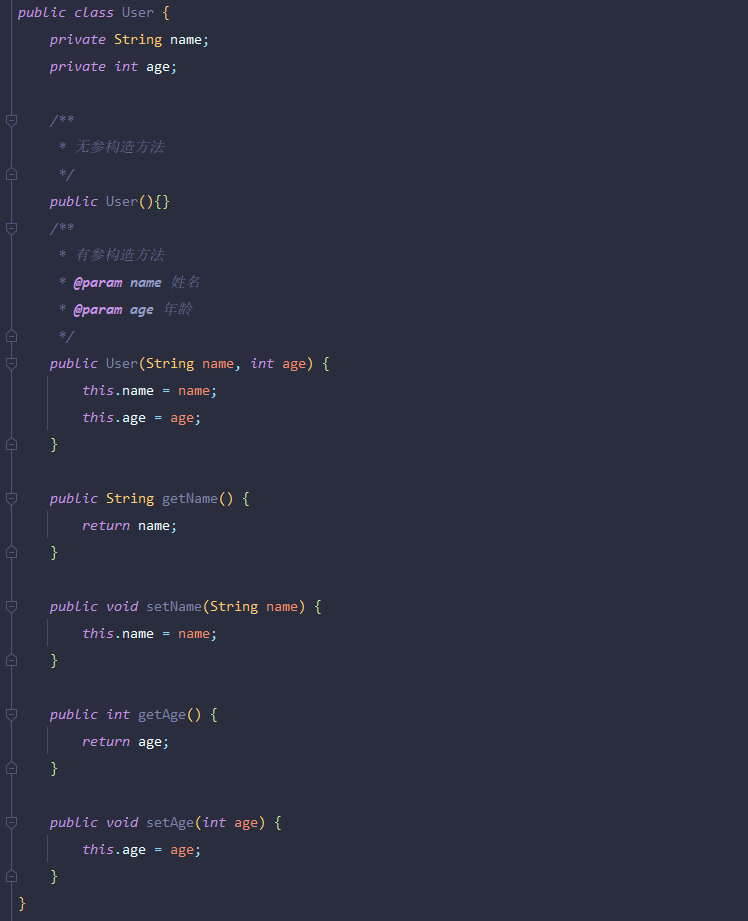 public class User {
    private String name;
    private int age;

    /**
     * 无参构造方法
     */
    public User(){}
    /**
     * 有参构造方法
     * @param name 姓名
     * @param age 年龄
     */
    public User(String name, int age) {
        this.name = name;
        this.age = age;
    }

    public String getName() {
        return name;
    }

    public void setName(String name) {
        this.name = name;
    }

    public int getAge() {
        return age;
    }

    public void setAge(int age) {
        this.age = age;
    }
}